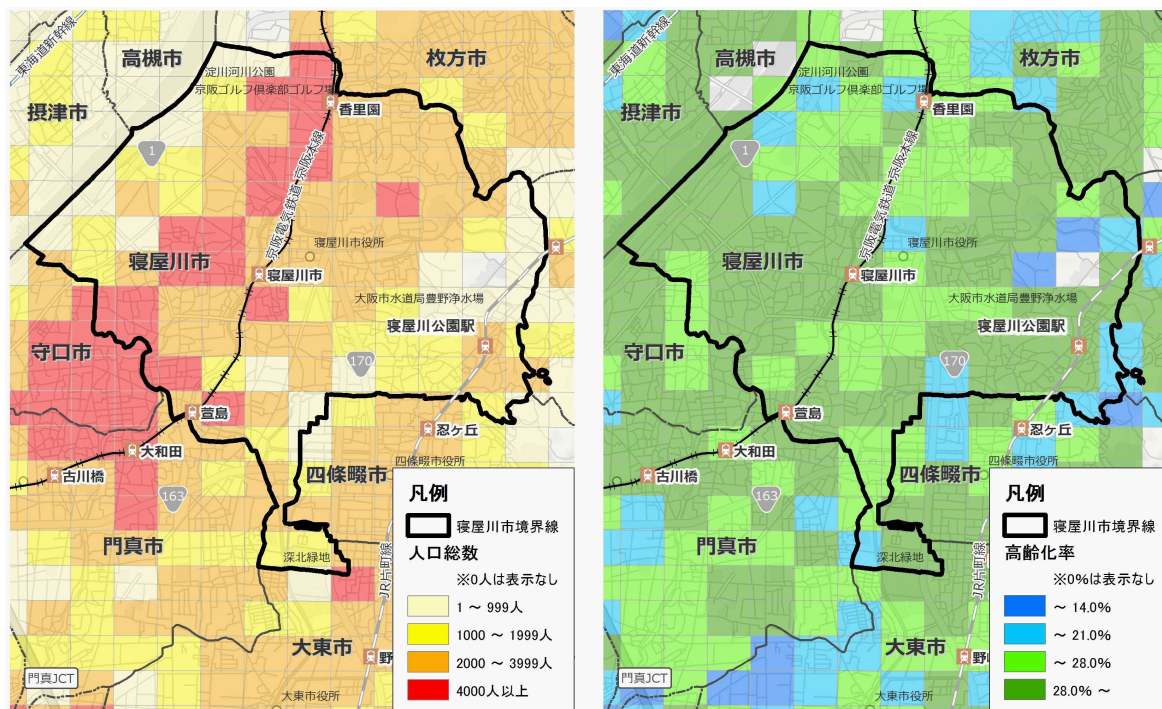 東海道新幹線
高槻市
枚方市
淀川河川公園
京阪ゴルフ倶楽部ゴルフ場
摂津市
香里園
1
京阪電気鉄道・京阪本線
寝屋川市
寝屋川市役所
寝屋川市
大阪市水道局豊野浄水場
寝屋川公園駅
守口市
170
萱島
忍ヶ丘
大和田
古川橋
四條畷市
四條畷市役所
163
門真市
深北緑地
JR片町線
大東市
野
門真JCT
大東市役所
凡例
寝屋川市境界線
人口総数
※0人は表示なし
1 ～ 999人
1000 ～ 1999人
2000 ～ 3999人
4000人以上
東海道新幹線
高槻市
枚方市
淀川河川公園
京阪ゴルフ倶楽部ゴルフ場
摂津市
香里園
1
京阪電気鉄道・京阪本線
寝屋川市
寝屋川市役所
寝屋川市
大阪市水道局豊野浄水場
寝屋川公園駅
守口市
170
萱島
忍ヶ丘
大和田
古川橋
四條畷市
四條畷市役所
163
門真市
深北緑地
JR片町線
大東市
野
門真JCT
大東市役所
凡例
寝屋川市境界線
高齢化率
※0%は表示なし
～ 14.0%
～ 21.0%
～ 28.0%
28.0% ～